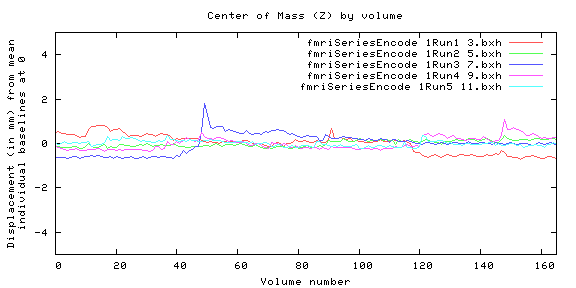 Center of Mass (Z) by volume
fmriSeriesEncode 1Run1 3.bxh
fmriSeriesEncode 1Run2 5.bxh
fmriSeriesEncode 1Run3 7.bxh
fmriSeriesEncode 1Run4 9.bxh
fmriSeriesEncode 1Run5 11.bxh
Displacement (in mm) from mean
individual baselines at 0
4
2
0
-2
-4
0 20 40 60 80 100 120 140 160
Volume number